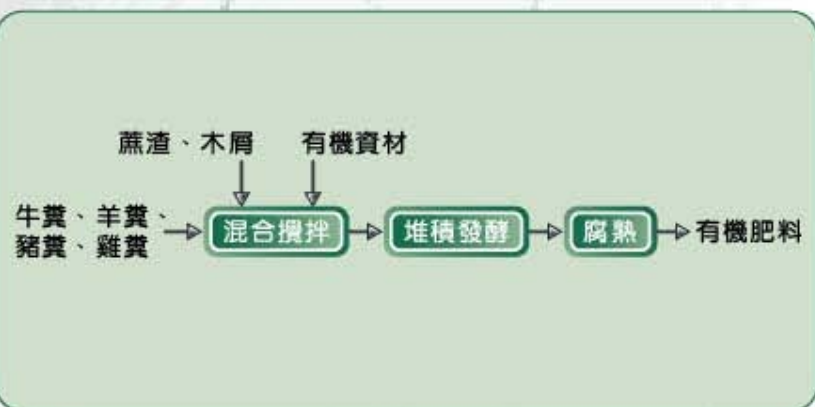 蔗渣、木屑
有機資材
牛糞、羊糞、
豬糞、雞糞
混合攪拌
堆積發酵
腐熟
有機肥料